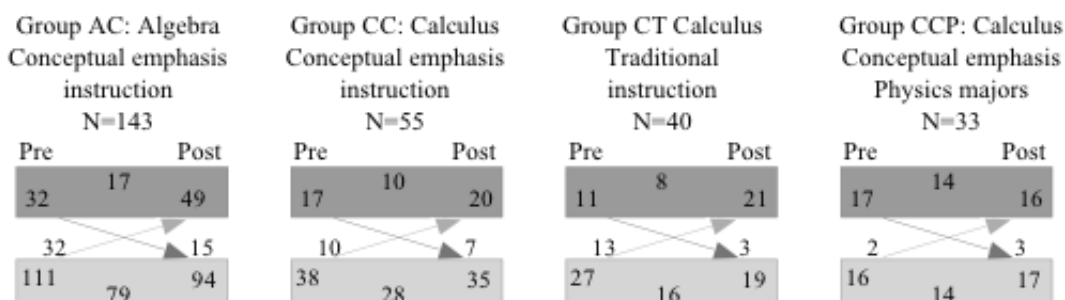 Group AC: Algebra
Conceptual emphasis
instruction
N=143
Pre Post
17
32 49
32 15
111 94
79
Group CC: Calculus
Conceptual emphasis
instruction
N=55
Pre Post
10
17 20
10 7
38 35
28
Group CT Calculus
Traditional
instruction
N=40
Pre Post
8
11 21
13 3
27 19
16
Group CCP: Calculus
Conceptual emphasis
Physics majors
N=33
Pre Post
14
17 16
2 3
16 17
14